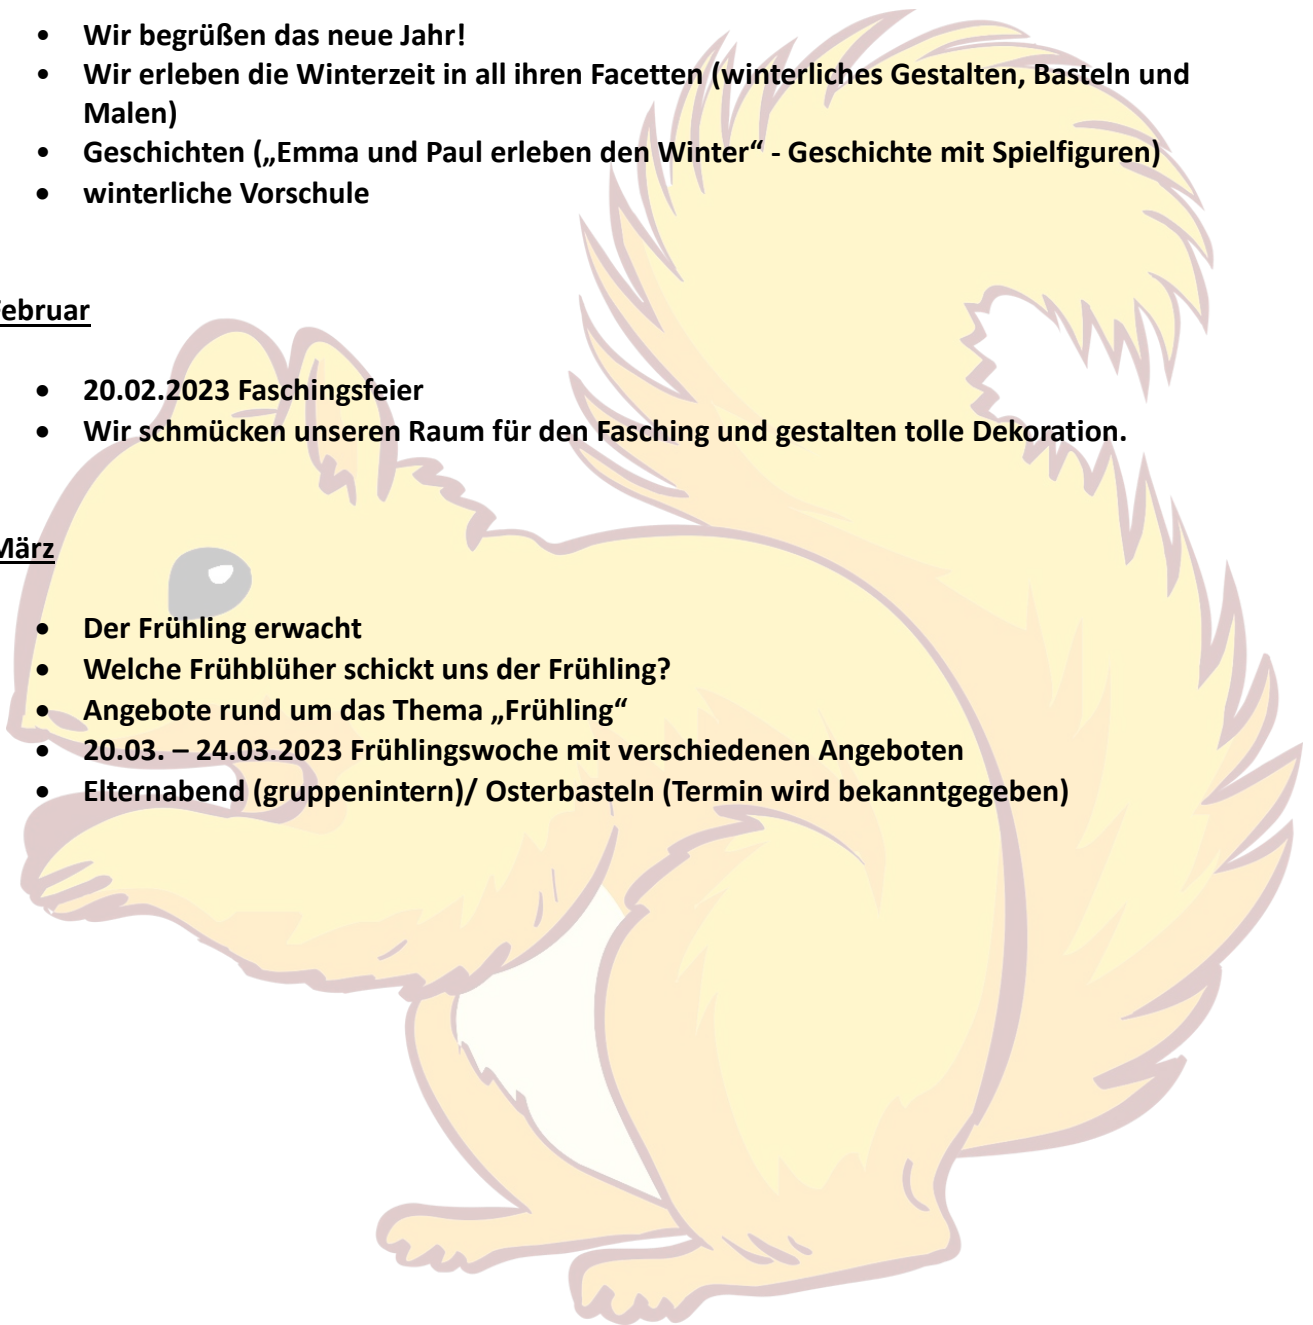 • Wir begrüßen das neue Jahr!
• Wir erleben die Winterzeit in all ihren Facetten (winterliches Gestalten, Basteln und
Malen)
• Geschichten („Emma und Paul erleben den Winter“ - Geschichte mit Spielfiguren)
• winterliche Vorschule
Februar
• 20.02.2023 Faschingsfeier
• Wir schmücken unseren Raum für den Fasching und gestalten tolle Dekoration.
März
• Der Frühling erwacht
• Welche Frühblüher schickt uns der Frühling?
• Angebote rund um das Thema „Frühling“
• 20.03. – 24.03.2023 Frühlingswoche mit verschiedenen Angeboten
• Elternabend (gruppenintern)/ Osterbasteln (Termin wird bekanntgegeben)